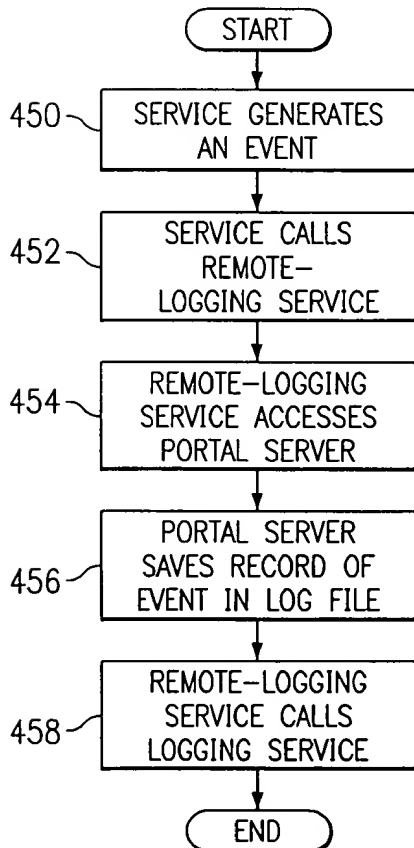 START
450
SERVICE GENERATES
AN EVENT
452
SERVICE CALLS
REMOTE-
LOGGING SERVICE
454
REMOTE-LOGGING
SERVICE ACCESSES
PORTAL SERVER
456
PORTAL SERVER
SAVES RECORD OF
EVENT IN LOG FILE
458
REMOTE-LOGGING
SERVICE CALLS
LOGGING SERVICE
END